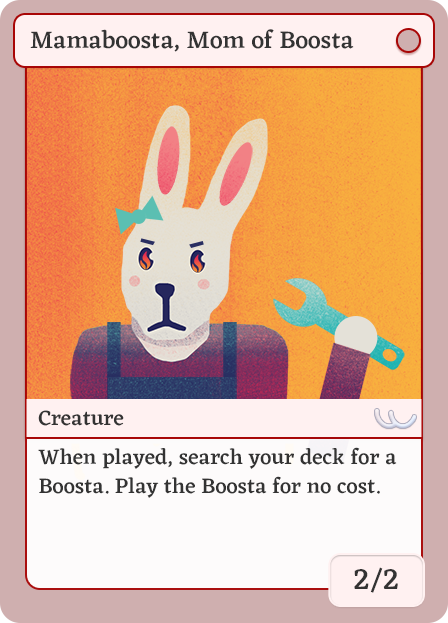 Mamaboosta, Mom of Boosta
Creature
When played, search your deck for a
Boosta. Play the Boosta for no cost.
2/2